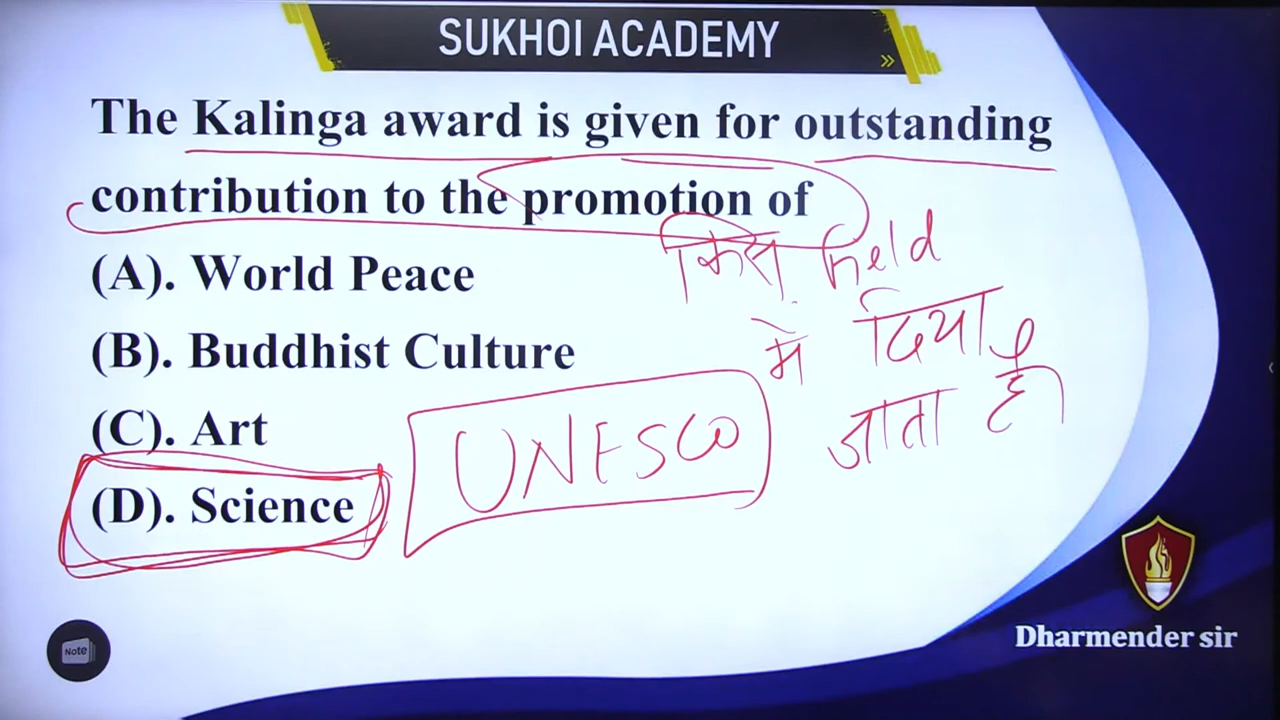 SUKHOI ACADEMY
The Kalinga award is given for outstanding
contribution to the promotion of
(A). World Peace
(B). Buddhist Culture
(C). Art
(D). Science
किस field
में दिया
जाता है
UNESCO
Note
Dharmender sir